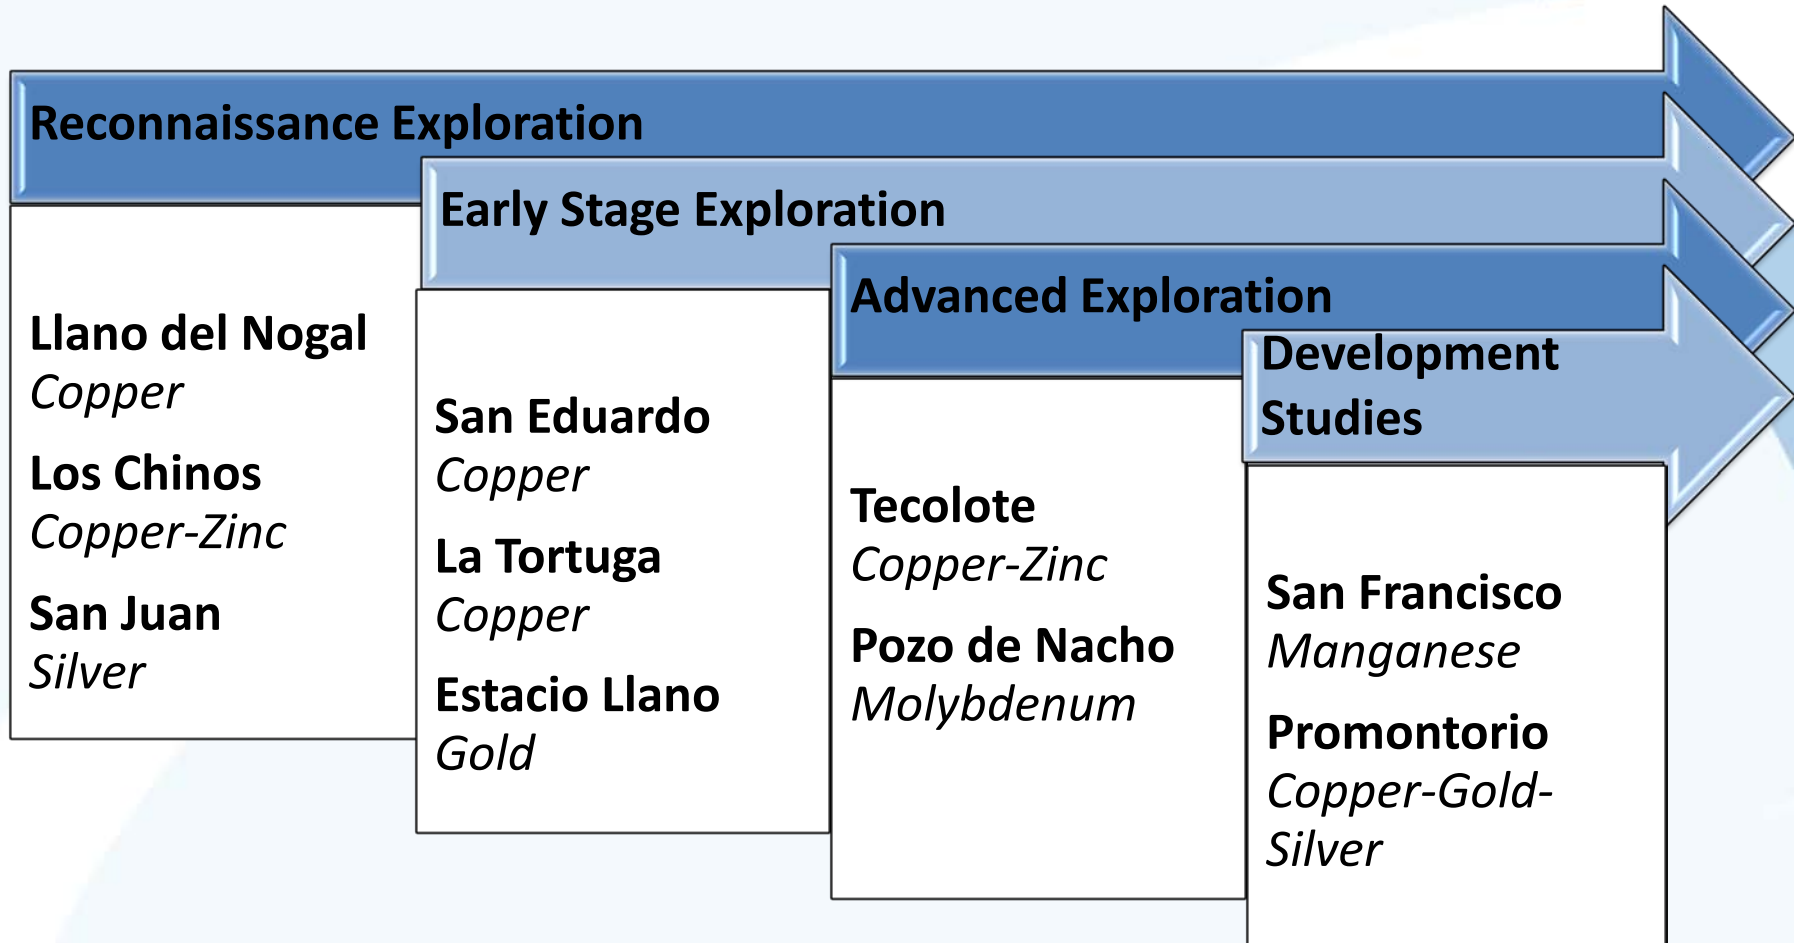 Reconnaissance Exploration
Llano del Nogal
Copper
Los Chinos
Copper-Zinc
San Juan
Silver
Early Stage Exploration
San Eduardo
Copper
La Tortuga
Copper
Estacio Llano
Gold
Advanced Exploration
Tecolote
Copper-Zinc
Pozo de Nacho
Molybdenum
Development
Studies
San Francisco
Manganese
Promontorio
Copper-Gold-
Silver